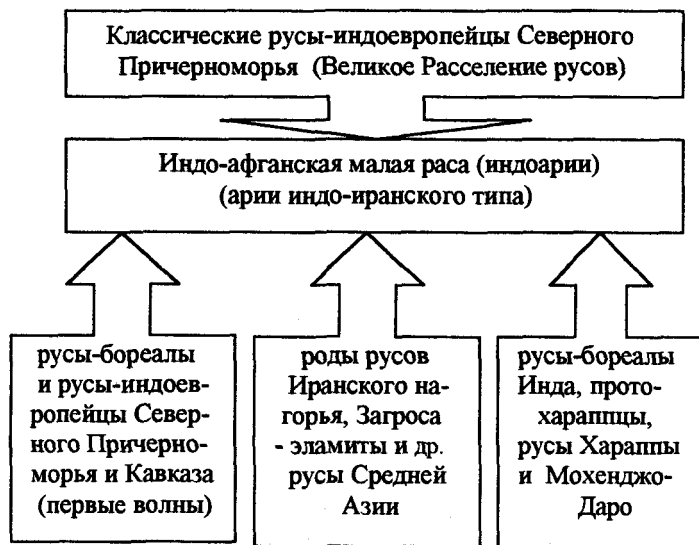 Классические русы-индоевропейцы Северного
Причерноморья (Великое Расселение русов)
Индо-афганская малая раса (индоарии)
(арии индо-иранского типа)
русы-бореалы
и русы-индоев-
ропейцы Север-
ного Причерно-
морья и Кавказа
(первые волны)
роды русов
Иранского на-
горья, Загроса
- эламиты и др.
русы Средней
Азии
русы-бореалы
Инда, прото-
хараппцы,
русы Хараппы
и Мохенджо-
Даро